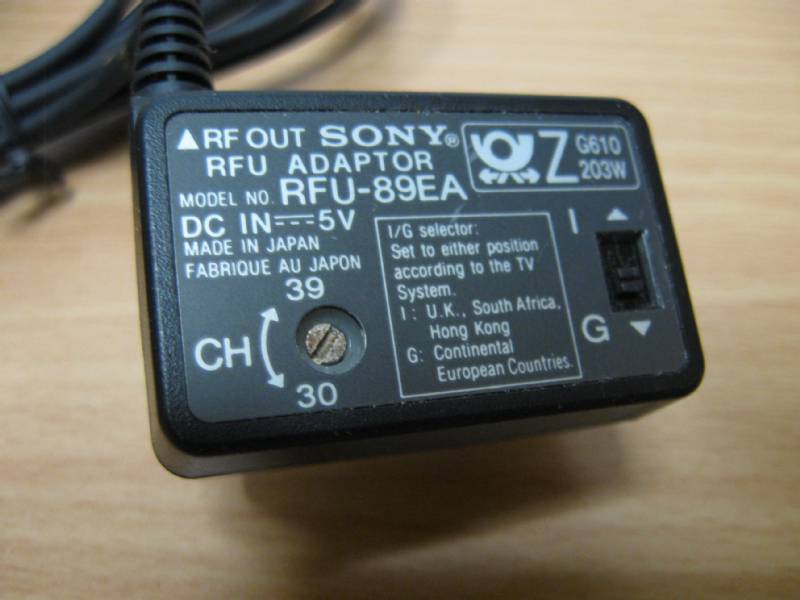 ▲RF OUT SONY®
RFU ADAPTOR
MODEL NO. RFU-89EA
DC IN⎓5V
MADE IN JAPAN
FABRIQUE AU JAPON
39
CH
30
Z G610
203W
I/G selector:
Set to either position
according to the TV
System.
I : U.K., South Africa,
Hong Kong
G: Continental
European Countries.
I ▲
G ▼